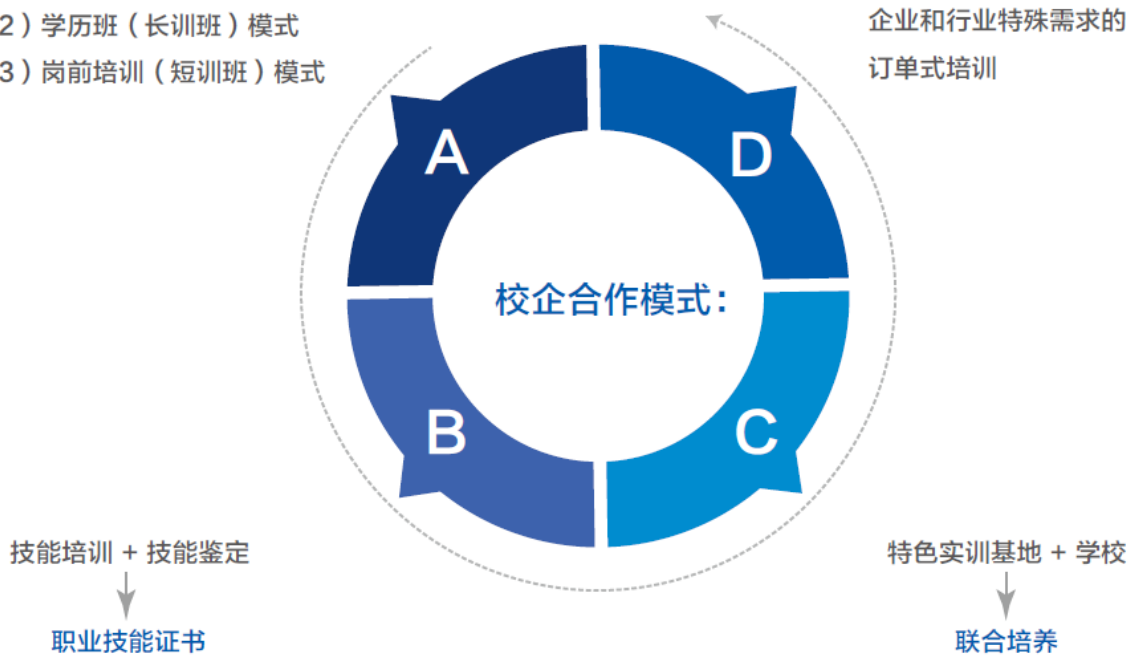 2）学历班（长训班）模式
3）岗前培训（短训班）模式
企业和行业特殊需求的
订单式培训
A
D
校企合作模式：
B
C
技能培训 + 技能鉴定
职业技能证书
特色实训基地 + 学校
联合培养